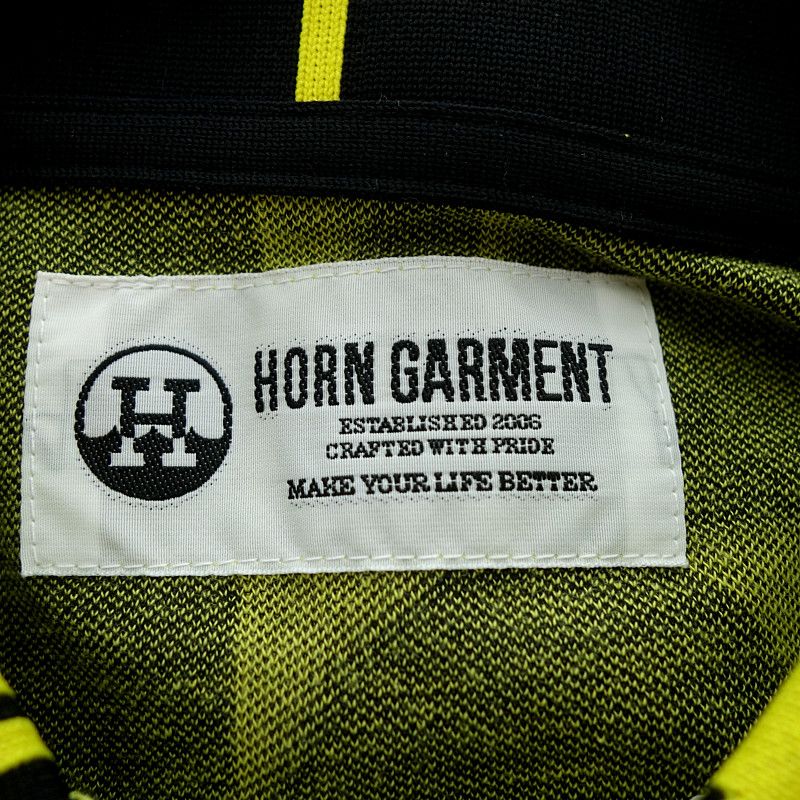 H
HORN GARMENT
ESTABLISHED 2006
CRAFTED WITH PRIDE
MAKE YOUR LIFE BETTER